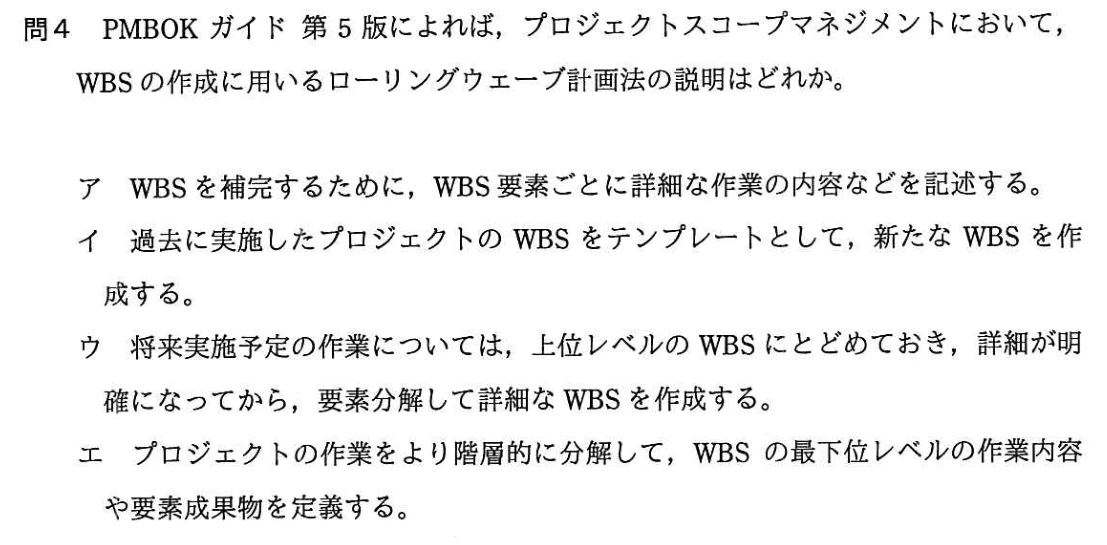 問4 PMBOK ガイド 第 5 版によれば，プロジェクトスコープマネジメントにおいて，
WBS の作成に用いるローリングウェーブ計画法の説明はどれか。
ア WBS を補完するために，WBS 要素ごとに詳細な作業の内容などを記述する。
イ 過去に実施したプロジェクトの WBS をテンプレートとして，新たな WBS を作
成する。
ウ 将来実施予定の作業については，上位レベルの WBS にとどめておき，詳細が明
確になってから，要素分解して詳細な WBS を作成する。
エ プロジェクトの作業をより階層的に分解して，WBS の最下位レベルの作業内容
や要素成果物を定義する。